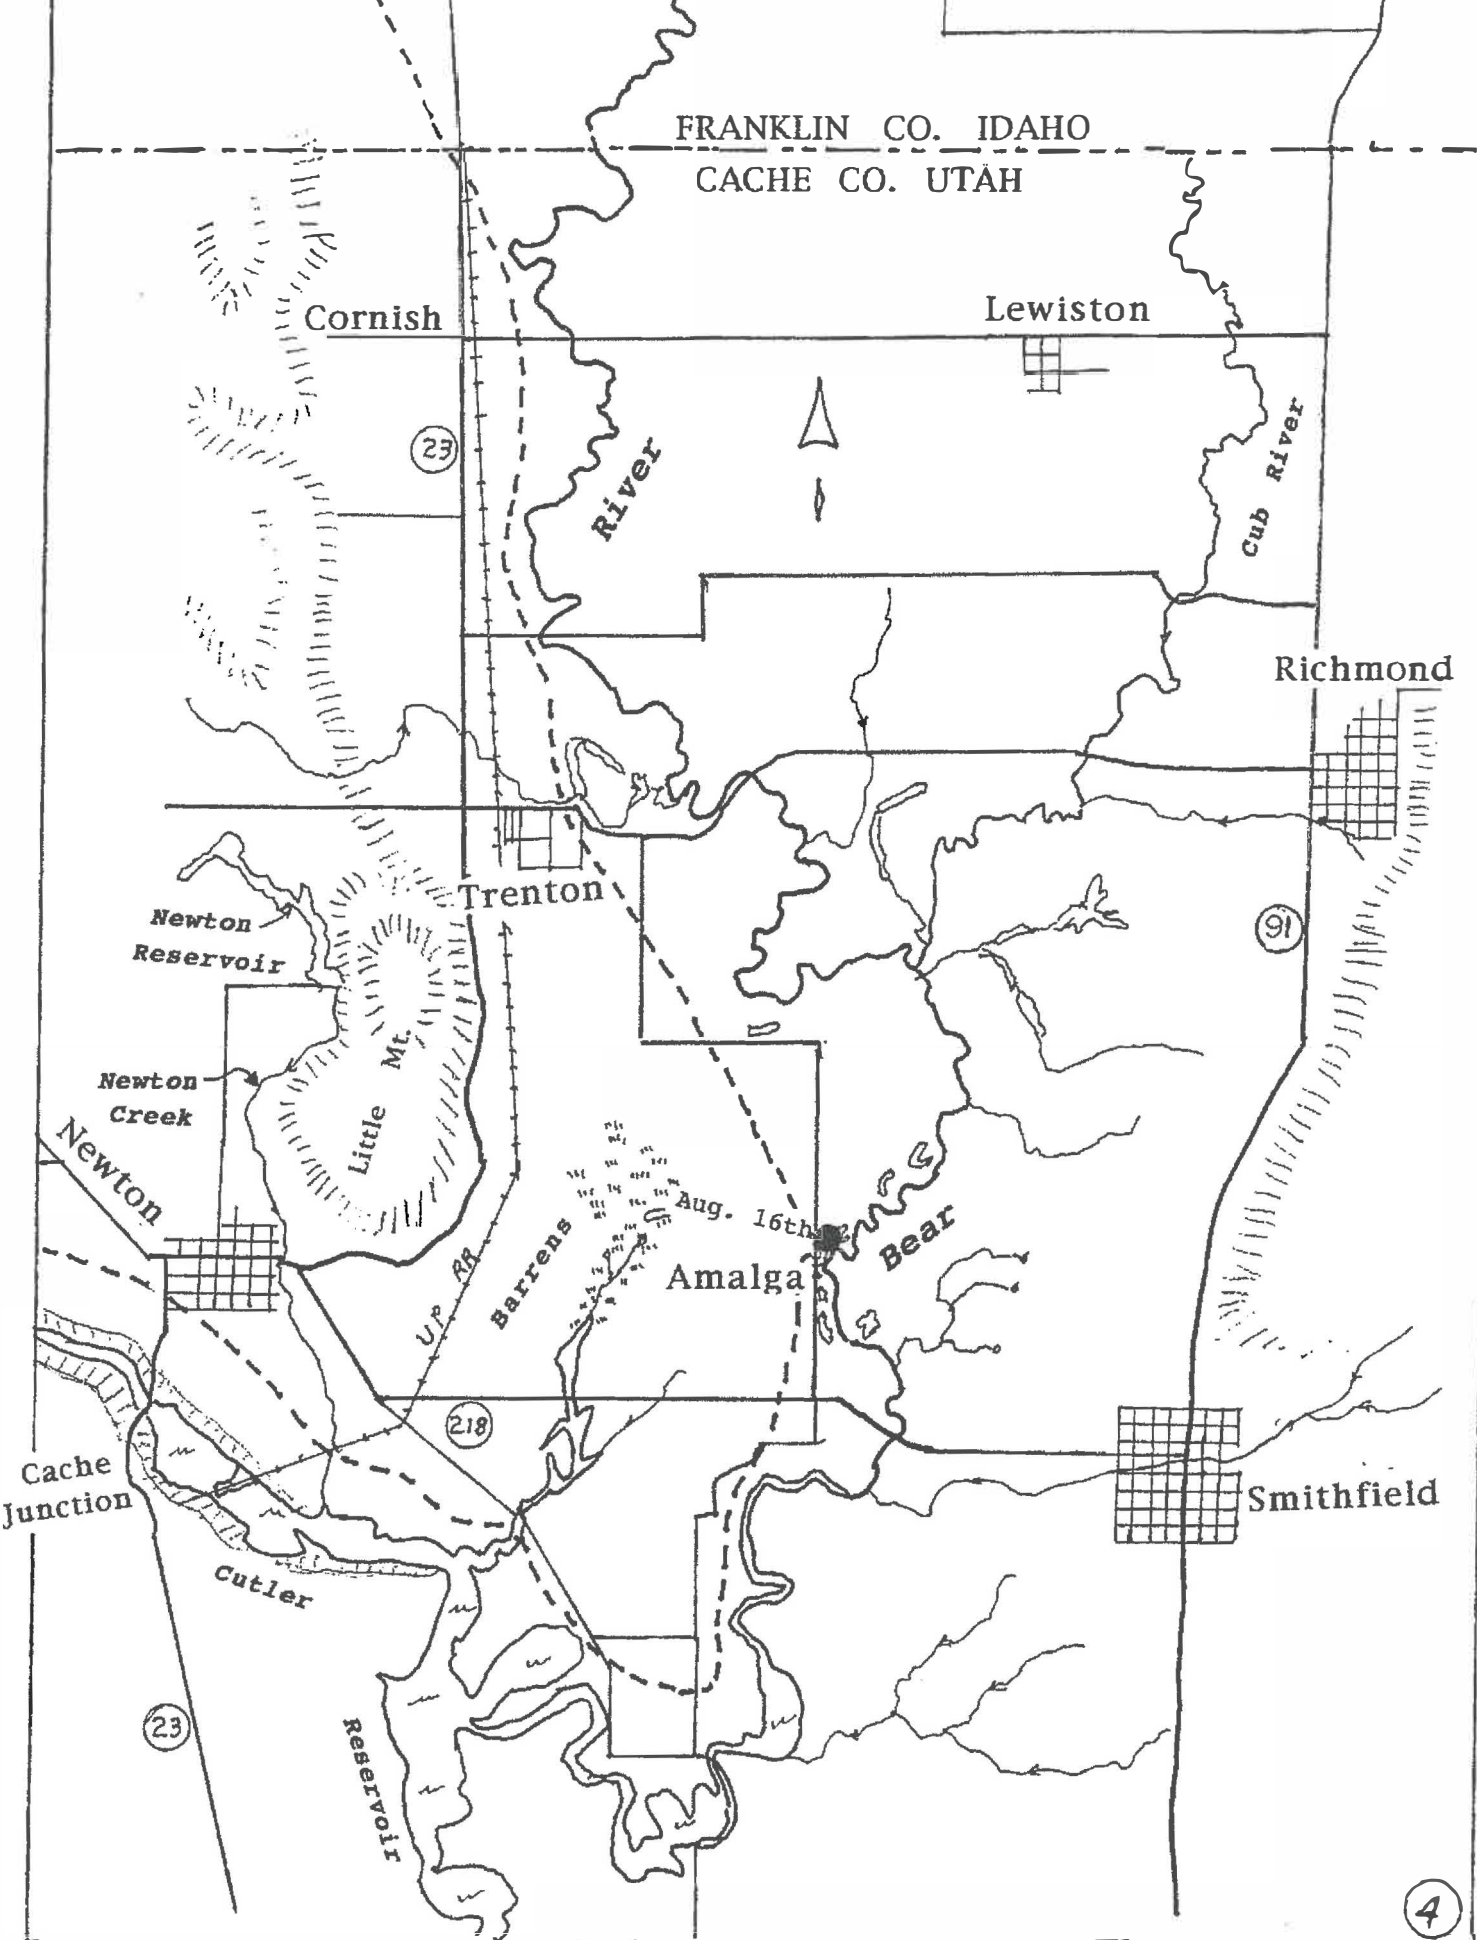 FRANKLIN CO. IDAHO
CACHE CO. UTAH
Cornish
Lewiston
23
River
Cub River
Richmond
Trenton
Newton
Reservoir
91
Little Mt.
Newton
Creek
Newton
Aug. 16th
Bear
Barrens
Amalga
UP RR
218
Cache
Junction
Smithfield
Cutler
Reservoir
23
4